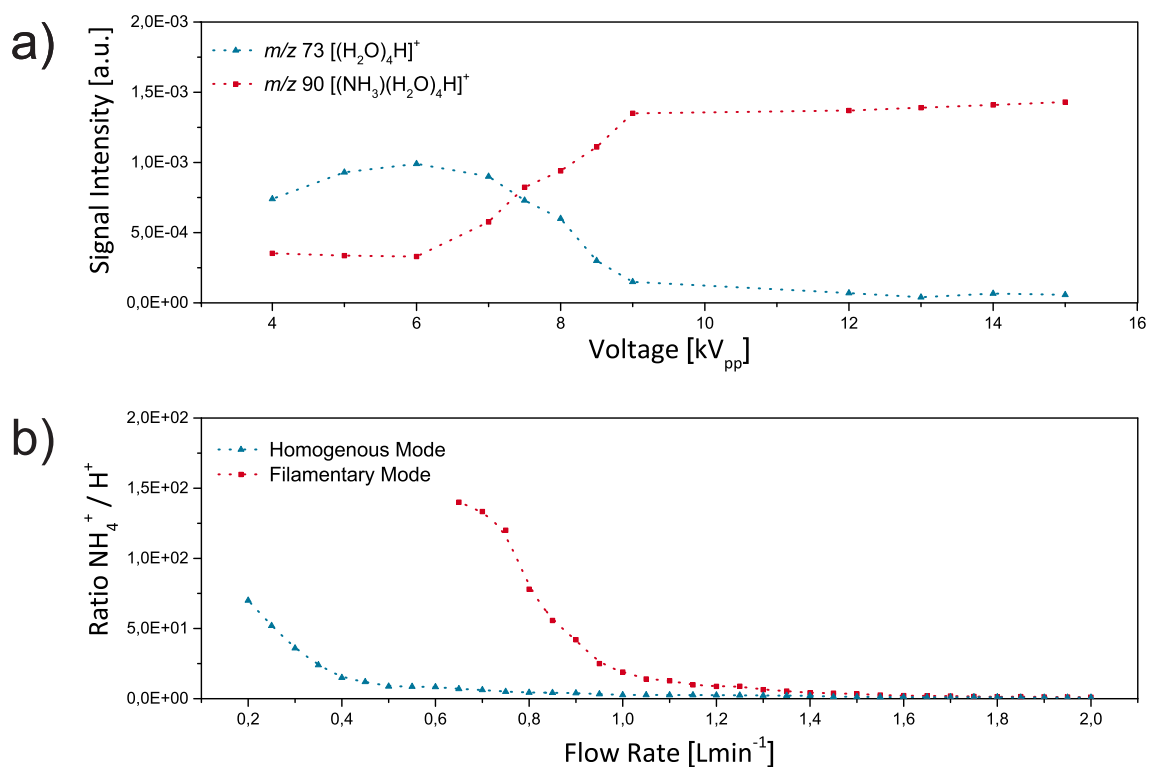 a)
2,0E-03
1,5E-03
1,0E-03
5,0E-04
0,0E+00
Signal Intensity [a.u.]
m/z 73 [(H₂O)₄H]⁺
m/z 90 [(NH₃)(H₂O)₄H]⁺
4 6 8 10 12 14 16
Voltage [kVₚₚ]
b)
2,0E+02
1,5E+02
1,0E+02
5,0E+01
0,0E+00
Ratio NH₄⁺ / H⁺
Homogenous Mode
Filamentary Mode
0,2 0,4 0,6 0,8 1,0 1,2 1,4 1,6 1,8 2,0
Flow Rate [Lmin⁻¹]